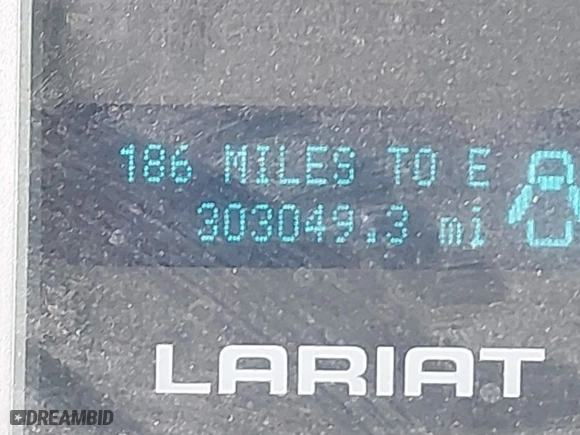 186 MILES TO E
303049.3 mi
LARIAT
DREAMBID